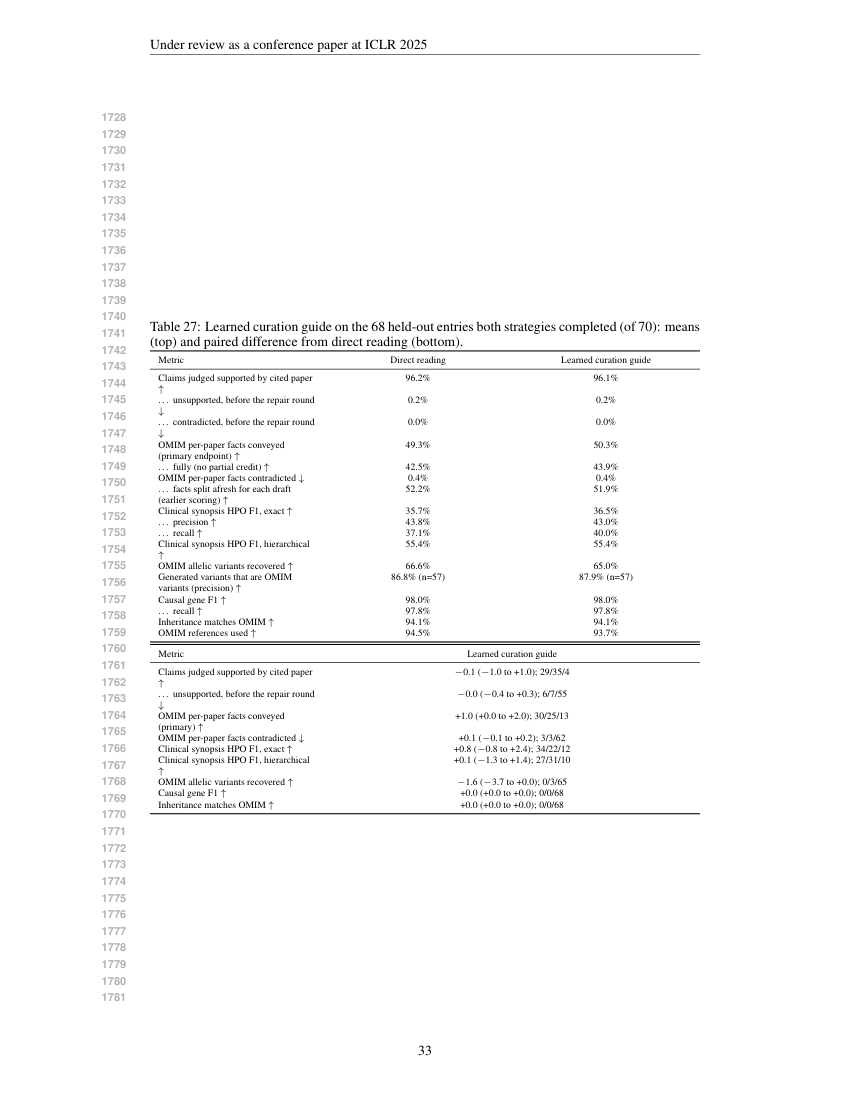 Under review as a conference paper at ICLR 2025
1728
1729
1730
1731
1732
1733
1734
1735
1736
1737
1738
1739
1740
1741
1742
1743
1744
1745
1746
1747
1748
1749
1750
1751
1752
1753
1754
1755
1756
1757
1758
1759
1760
1761
1762
1763
1764
1765
1766
1767
1768
1769
1770
1771
1772
1773
1774
1775
1776
1777
1778
1779
1780
1781
Table 27: Learned curation guide on the 68 held-out entries both strategies completed (of 70): means
(top) and paired difference from direct reading (bottom).
Metric Direct reading Learned curation guide
Claims judged supported by cited paper 96.2% 96.1%
↑
... unsupported, before the repair round 0.2% 0.2%
↓
... contradicted, before the repair round 0.0% 0.0%
↓
OMIM per-paper facts conveyed 49.3% 50.3%
(primary endpoint) ↑
... fully (no partial credit) ↑ 42.5% 43.9%
OMIM per-paper facts contradicted ↓ 0.4% 0.4%
... facts split afresh for each draft 52.2% 51.9%
(earlier scoring) ↑
Clinical synopsis HPO F1, exact ↑ 35.7% 36.5%
... precision ↑ 43.8% 43.0%
... recall ↑ 37.1% 40.0%
Clinical synopsis HPO F1, hierarchical 55.4% 55.4%
↑
OMIM allelic variants recovered ↑ 66.6% 65.0%
Generated variants that are OMIM 86.8% (n=57) 87.9% (n=57)
variants (precision) ↑
Causal gene F1 ↑ 98.0% 98.0%
... recall ↑ 97.8% 97.8%
Inheritance matches OMIM ↑ 94.1% 94.1%
OMIM references used ↑ 94.5% 93.7%
Metric Learned curation guide
Claims judged supported by cited paper −0.1 (−1.0 to +1.0); 29/35/4
↑
... unsupported, before the repair round −0.0 (−0.4 to +0.3); 6/7/55
↓
OMIM per-paper facts conveyed +1.0 (+0.0 to +2.0); 30/25/13
(primary) ↑
OMIM per-paper facts contradicted ↓ +0.1 (−0.1 to +0.2); 3/3/62
Clinical synopsis HPO F1, exact ↑ +0.8 (−0.8 to +2.4); 34/22/12
Clinical synopsis HPO F1, hierarchical +0.1 (−1.3 to +1.4); 27/31/10
↑
OMIM allelic variants recovered ↑ −1.6 (−3.7 to +0.0); 0/3/65
Causal gene F1 ↑ +0.0 (+0.0 to +0.0); 0/0/68
Inheritance matches OMIM ↑ +0.0 (+0.0 to +0.0); 0/0/68
33